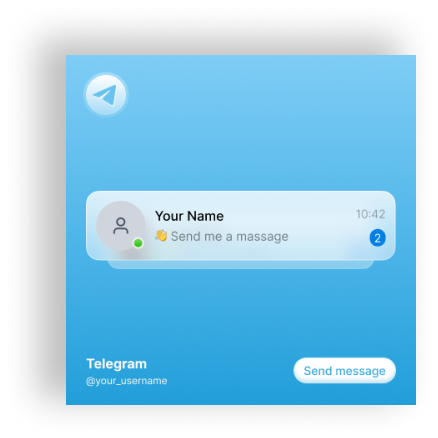 Your Name
10:42
👋 Send me a massage
2
Telegram
@your_username
Send message